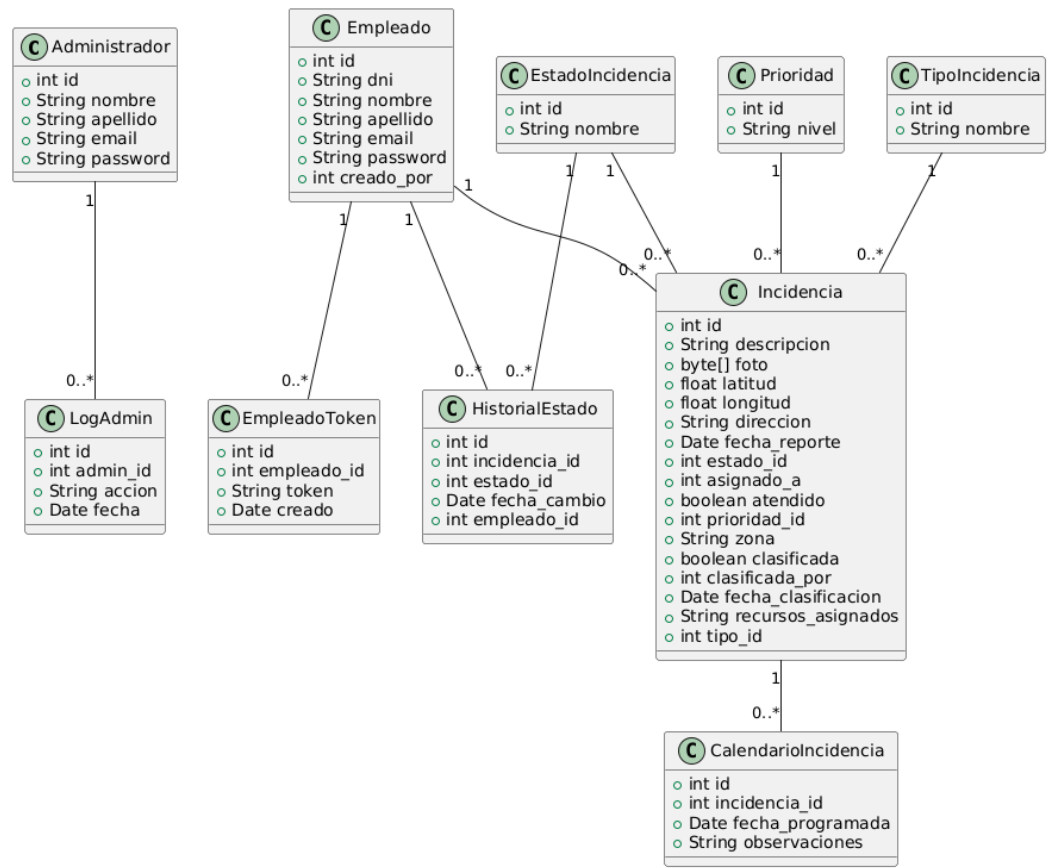 C Administrador
int id
String nombre
String apellido
String email
String password
C Empleado
int id
String dni
String nombre
String apellido
String email
String password
int creado_por
C EstadoIncidencia
int id
String nombre
C Prioridad
int id
String nivel
C TipoIncidencia
int id
String nombre
1
1
1
1
1
1
1
1
0..*
0..*
0..*
0..*
0..*
0..*
0..*
0..*
C Incidencia
int id
String descripcion
byte[] foto
float latitud
float longitud
String direccion
Date fecha_reporte
int estado_id
int asignado_a
boolean atendido
int prioridad_id
String zona
boolean clasificada
int clasificada_por
Date fecha_clasificacion
String recursos_asignados
int tipo_id
C LogAdmin
int id
int admin_id
String accion
Date fecha
C EmpleadoToken
int id
int empleado_id
String token
Date creado
C HistorialEstado
int id
int incidencia_id
int estado_id
Date fecha_cambio
int empleado_id
1
0..*
C CalendarioIncidencia
int id
int incidencia_id
Date fecha_programada
String observaciones